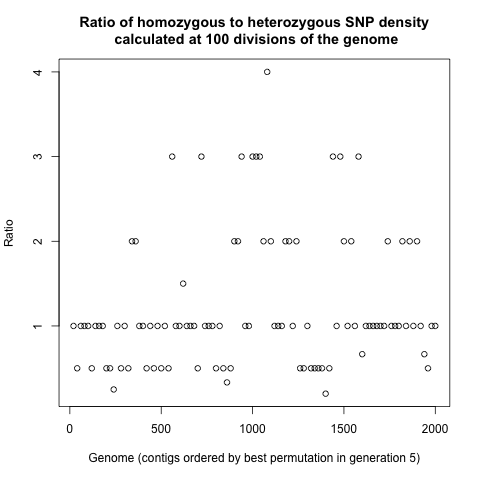 Ratio of homozygous to heterozygous SNP density
calculated at 100 divisions of the genome
Ratio
4
3
2
1
0
500
1000
1500
2000
Genome (contigs ordered by best permutation in generation 5)